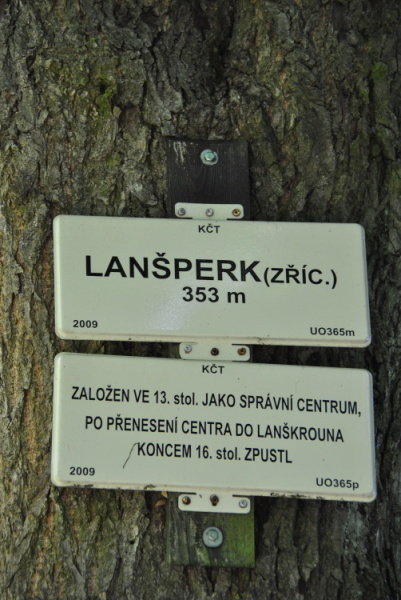 KČT
LANŠPERK (ZŘÍC.)
353 m
2009 UO365m
KČT
ZALOŽEN VE 13. stol. JAKO SPRÁVNÍ CENTRUM,
PO PŘENESENÍ CENTRA DO LANŠKROUNA
KONCEM 16. stol. ZPUSTL
2009 UO365p